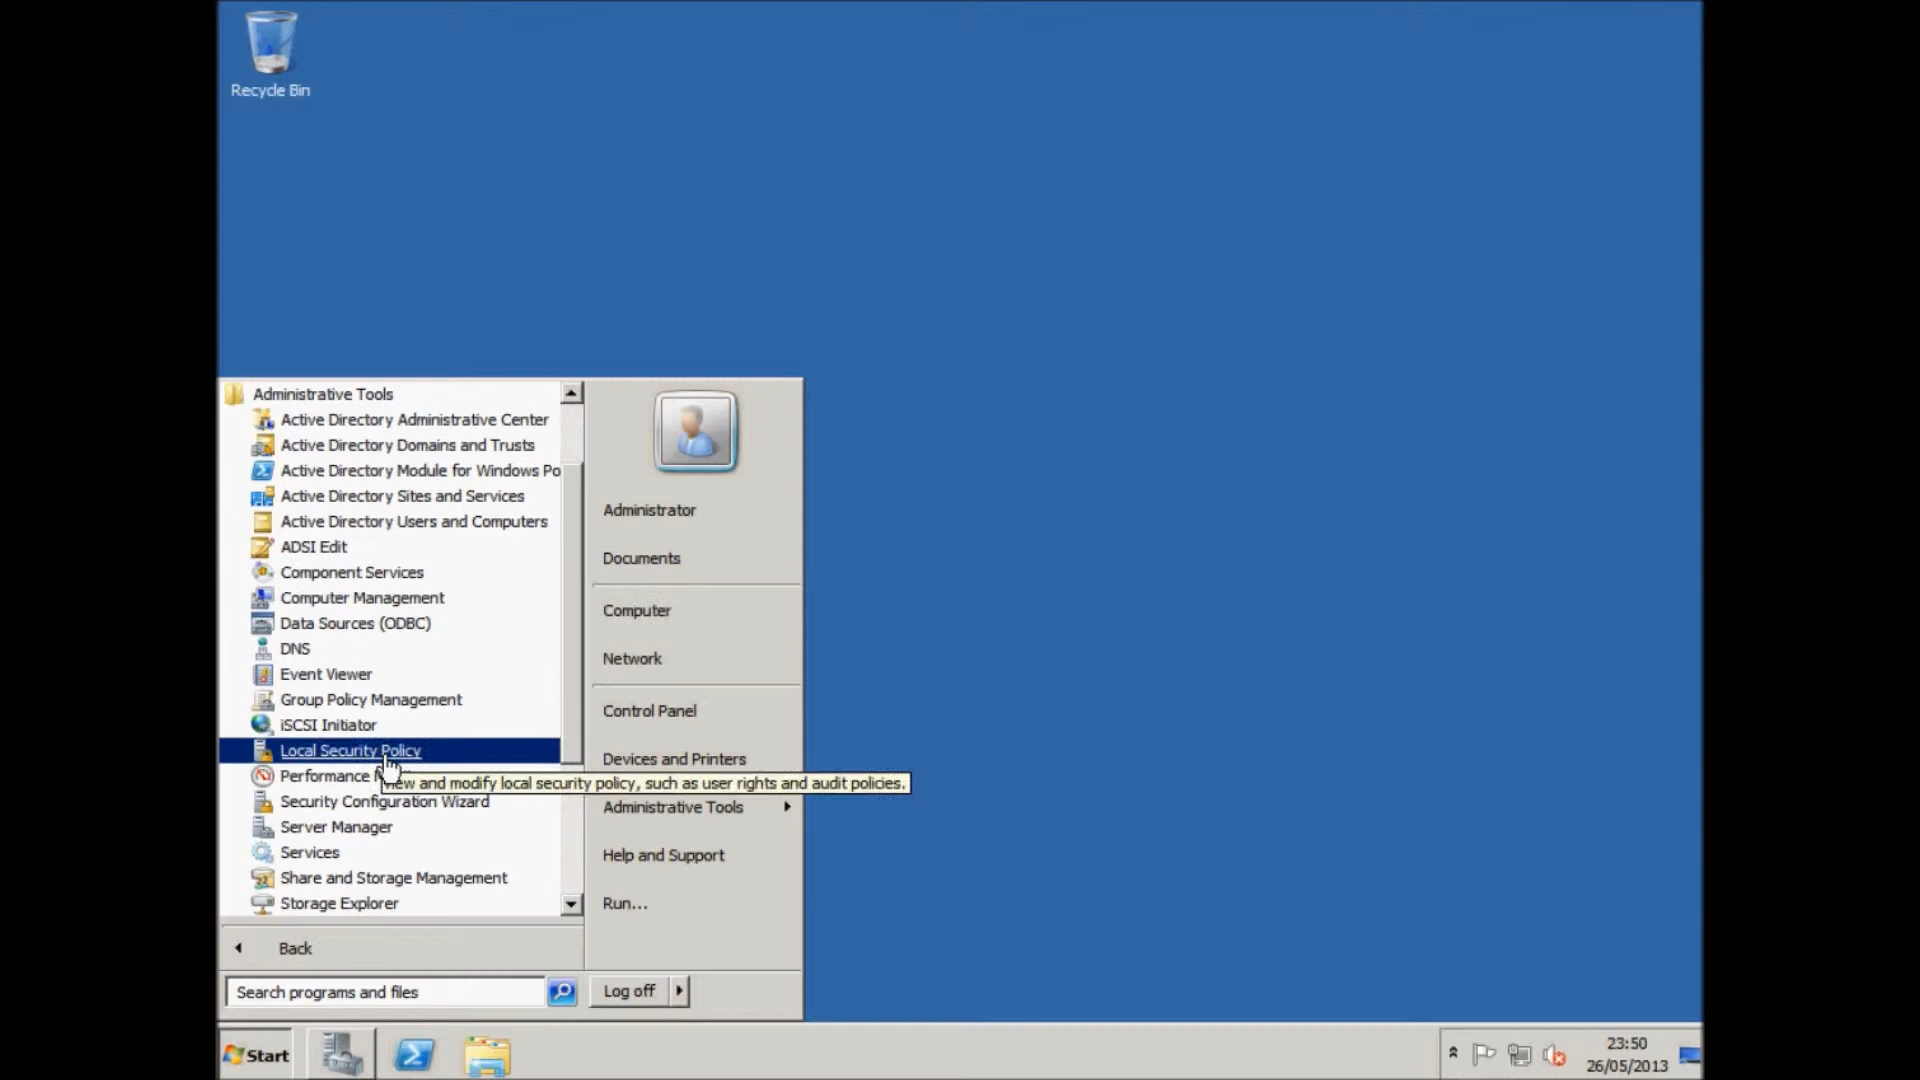 Recycle Bin
Administrative Tools
Active Directory Administrative Center
Active Directory Domains and Trusts
Active Directory Module for Windows Po
Active Directory Sites and Services
Active Directory Users and Computers
ADSI Edit
Component Services
Computer Management
Data Sources (ODBC)
DNS
Event Viewer
Group Policy Management
iSCSI Initiator
Local Security Policy
Performance
Security Configuration Wizard
Server Manager
Services
Share and Storage Management
Storage Explorer
Back
Search programs and files
Administrator
Documents
Computer
Network
Control Panel
Devices and Printers
View and modify local security policy, such as user rights and audit policies.
Administrative Tools
Help and Support
Run...
Log off
Start
23:50
26/05/2013